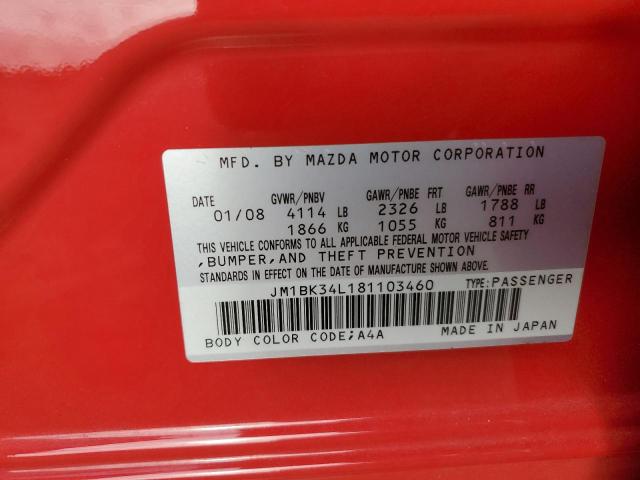 MFD. BY MAZDA MOTOR CORPORATION
DATE GVWR/PNBV GAWR/PNBE FRT GAWR/PNBE RR
01/08 4114 LB 2326 LB 1788 LB
1866 KG 1055 KG 811 KG
THIS VEHICLE CONFORMS TO ALL APPLICABLE FEDERAL MOTOR VEHICLE SAFETY
,BUMPER,AND THEFT PREVENTION
STANDARDS IN EFFECT ON THE DATE OF MANUFACTURE SHOWN ABOVE.
JM1BK34L181103460 TYPE:PASSENGER
BODY COLOR CODE;A4A MADE IN JAPAN